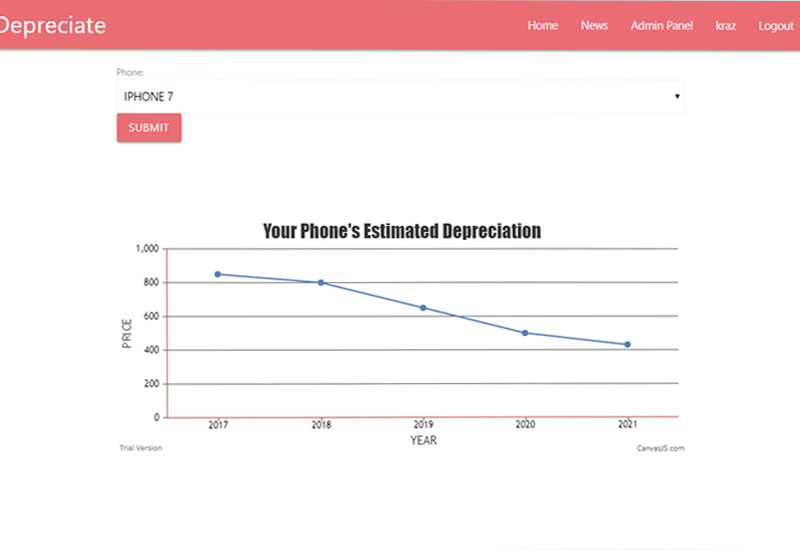 Depreciate
Home News Admin Panel kraz Logout
Phone:
IPHONE 7
SUBMIT
Your Phone's Estimated Depreciation
1,000
800
600
400
200
0
PRICE
2017 2018 2019 2020 2021
YEAR
Trial Version
CanvasJS.com